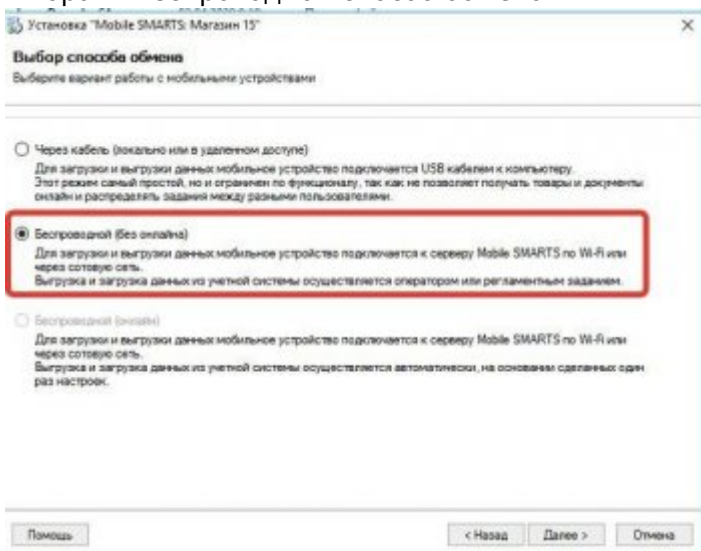 Установка "Mobile SMARTS: Магазин 15"
Выбор способа обмена
Выберите вариант работы с мобильными устройствами
Через кабель (локально или в удаленном доступе)
Для загрузки и выгрузки данных мобильное устройство подключается USB кабелем к компьютеру.
Этот режим самый простой, но и ограничен по функционалу, так как не позволяет получать товары и документы
онлайн и распределять задания между разными пользователями.
Беспроводной (без онлайна)
Для загрузки и выгрузки данных мобильное устройство подключается к серверу Mobile SMARTS по Wi-Fi или
через сотовую сеть.
Выгрузка и загрузка данных из учетной системы осуществляется оператором или регламентным заданием.
Беспроводной (онлайн)
Для загрузки и выгрузки данных мобильное устройство подключается к серверу Mobile SMARTS по Wi-Fi или
через сотовую сеть.
Выгрузка и загрузка данных из учетной системы осуществляется автоматически, на основании сделанных один
раз настроек.
Помощь
< Назад
Далее >
Отмена